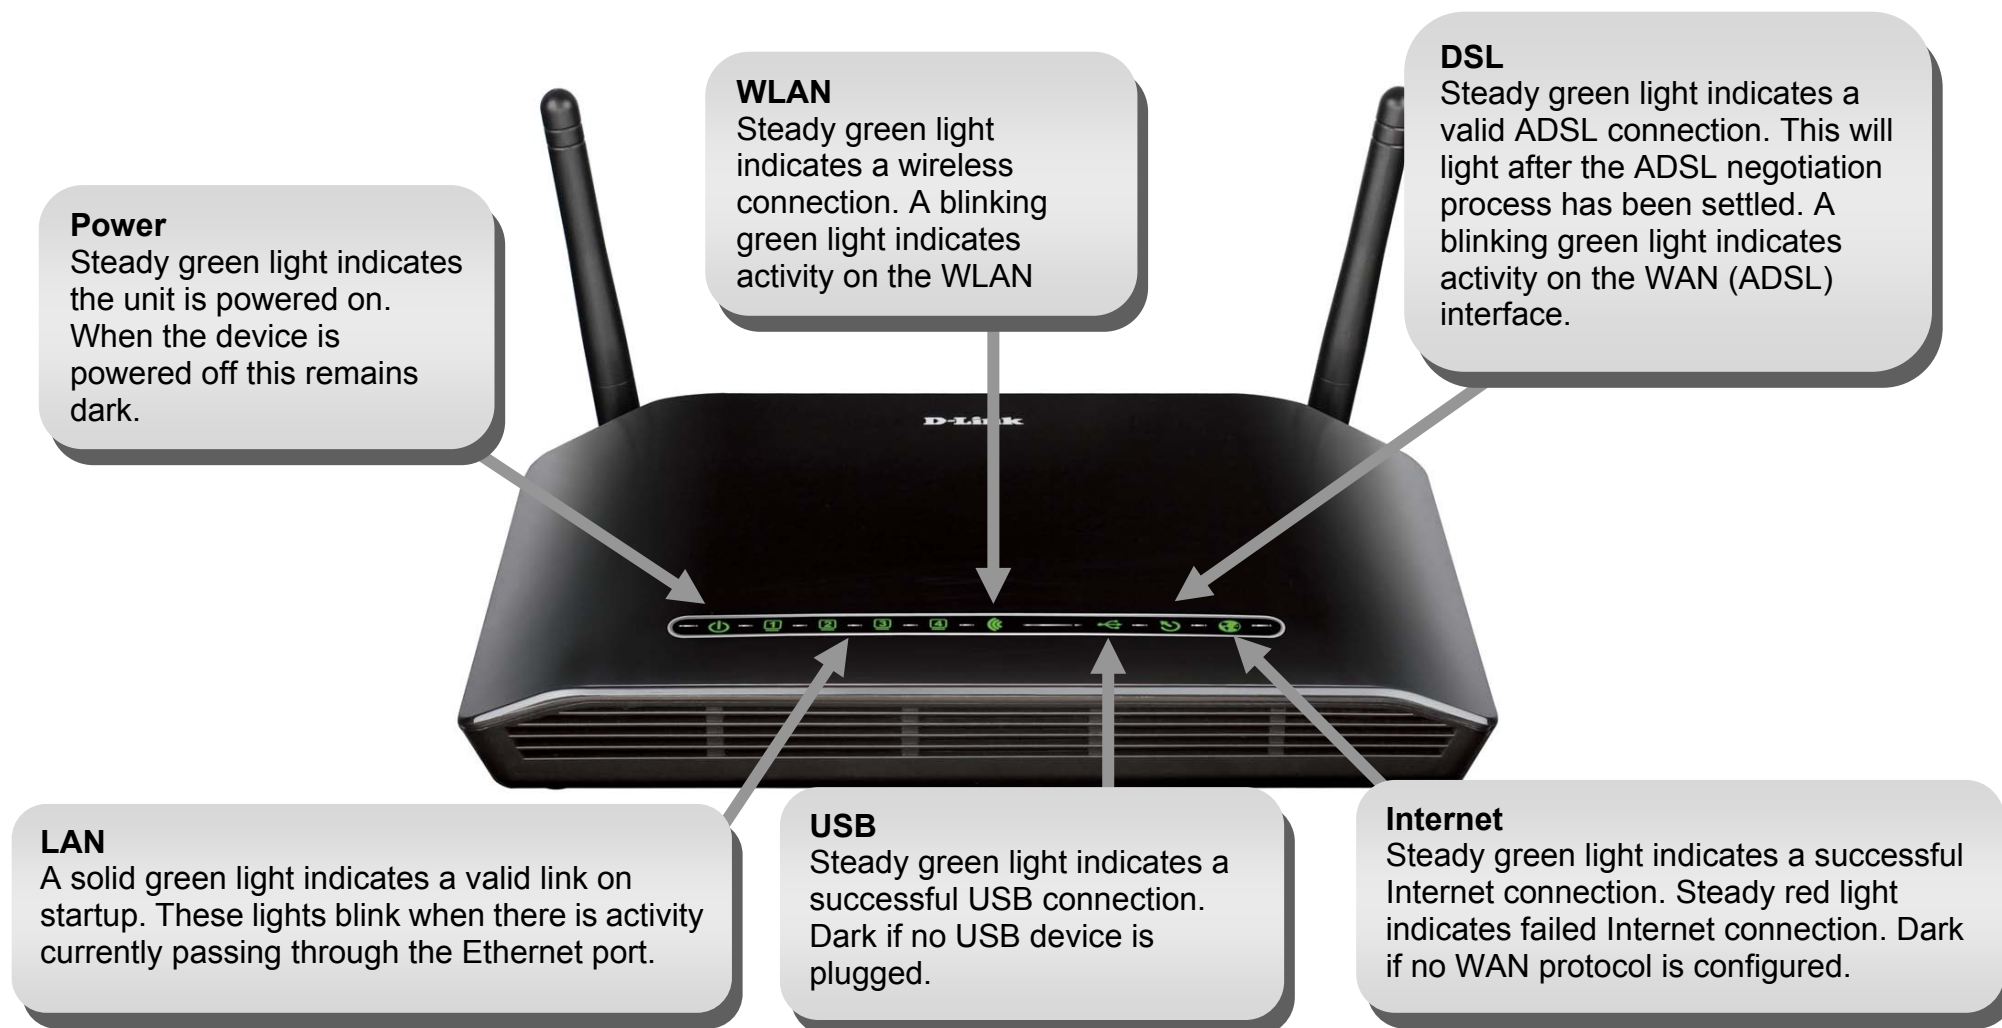 DSL
Steady green light indicates a
valid ADSL connection. This will
light after the ADSL negotiation
process has been settled. A
blinking green light indicates
activity on the WAN (ADSL)
interface.
WLAN
Steady green light
indicates a wireless
connection. A blinking
green light indicates
activity on the WLAN
Power
Steady green light indicates
the unit is powered on.
When the device is
powered off this remains
dark.
D-Link
1 2 3 4
LAN
A solid green light indicates a valid link on
startup. These lights blink when there is activity
currently passing through the Ethernet port.
USB
Steady green light indicates a
successful USB connection.
Dark if no USB device is
plugged.
Internet
Steady green light indicates a successful
Internet connection. Steady red light
indicates failed Internet connection. Dark
if no WAN protocol is configured.